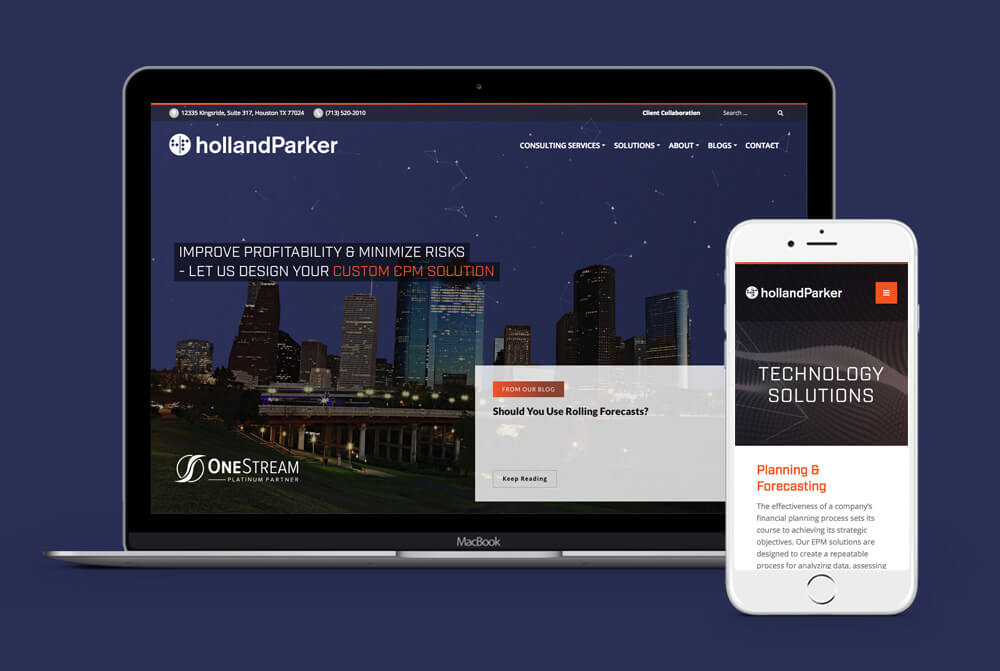 12335 Kingsride, Suite 317, Houston TX 77024 (713) 520-2010 Client Collaboration Search ...
hollandParker CONSULTING SERVICES SOLUTIONS ABOUT BLOGS CONTACT
IMPROVE PROFITABILITY & MINIMIZE RISKS
- LET US DESIGN YOUR CUSTOM CPM SOLUTION
FROM OUR BLOG
Should You Use Rolling Forecasts?
Keep Reading
ONESTREAM
PLATINUM PARTNER
MacBook
hollandParker
TECHNOLOGY
SOLUTIONS
Planning &
Forecasting
The effectiveness of a company's
financial planning process sets its
course to achieving its strategic
objectives. Our EPM solutions are
designed to create a repeatable
process for analyzing data, assessing